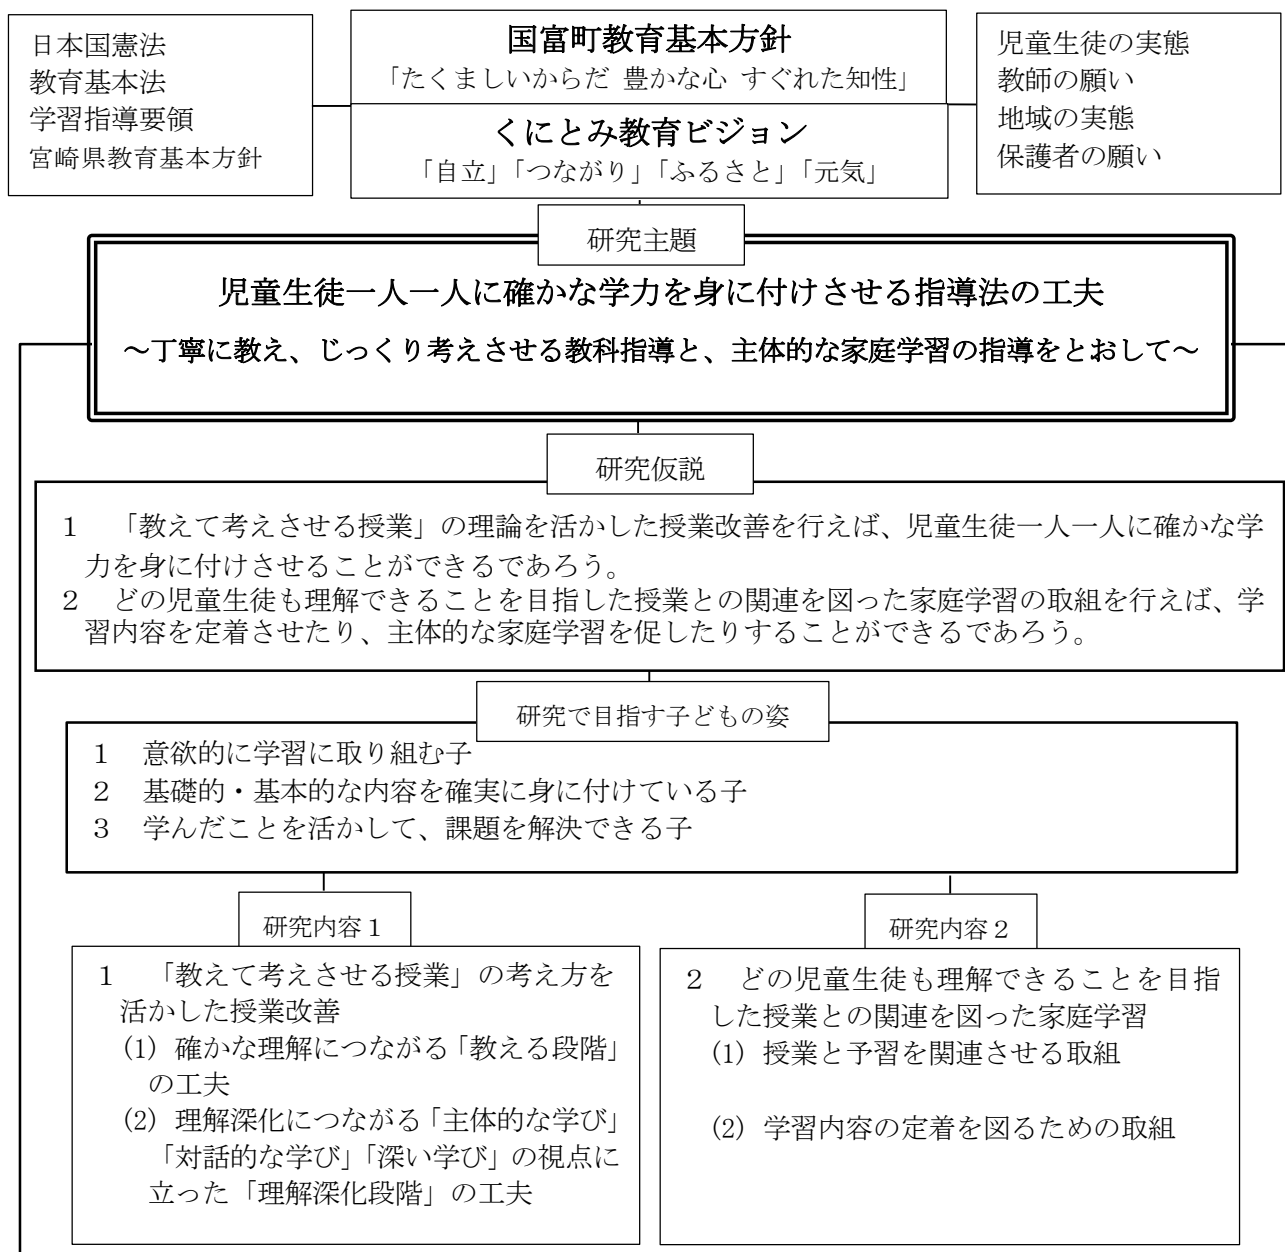 日本国憲法
教育基本法
学習指導要領
宮崎県教育基本方針
国富町教育基本方針
「たくましいからだ 豊かな心 すぐれた知性」
くにとみ教育ビジョン
「自立」「つながり」「ふるさと」「元気」
児童生徒の実態
教師の願い
地域の実態
保護者の願い
研究主題
児童生徒一人一人に確かな学力を身に付けさせる指導法の工夫
～丁寧に教え、じっくり考えさせる教科指導と、主体的な家庭学習の指導をとおして～
研究仮説
１　「教えて考えさせる授業」の理論を活かした授業改善を行えば、児童生徒一人一人に確かな学
力を身に付けさせることができるであろう。
２　どの児童生徒も理解できることを目指した授業との関連を図った家庭学習の取組を行えば、学
習内容を定着させたり、主体的な家庭学習を促したりすることができるであろう。
研究で目指す子どもの姿
１　意欲的に学習に取り組む子
２　基礎的・基本的な内容を確実に身に付けている子
３　学んだことを活かして、課題を解決できる子
研究内容１
１　「教えて考えさせる授業」の考え方を
活かした授業改善
(1) 確かな理解につながる「教える段階」
の工夫
(2) 理解深化につながる「主体的な学び」
「対話的な学び」「深い学び」の視点に
立った「理解深化段階」の工夫
研究内容２
２　どの児童生徒も理解できることを目指
した授業との関連を図った家庭学習
(1) 授業と予習を関連させる取組
(2) 学習内容の定着を図るための取組